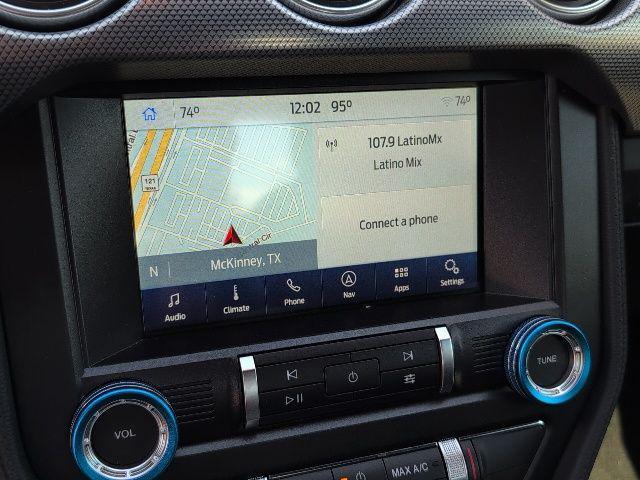 74°
12:02 95°
74°
107.9 LatinoMx
Latino Mix
121
TEXAS
Connect a phone
N
McKinney, TX
Audio
Climate
Phone
Nav
Apps
Settings
VOL
TUNE
MAX A/C